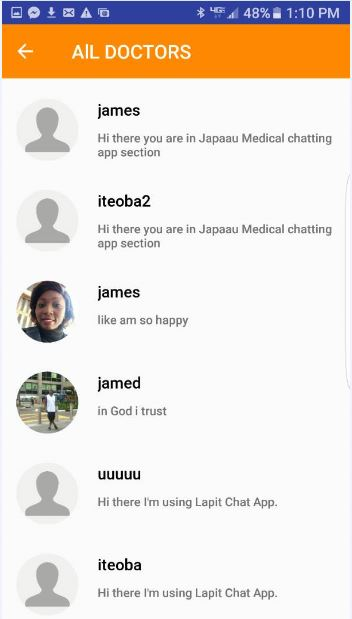 48% 1:10 PM
AlL DOCTORS
james
Hi there you are in Japaau Medical chatting
app section
iteoba2
Hi there you are in Japaau Medical chatting
app section
james
like am so happy
jamed
in God i trust
uuuuu
Hi there I'm using Lapit Chat App.
iteoba
Hi there I'm using Lapit Chat App.